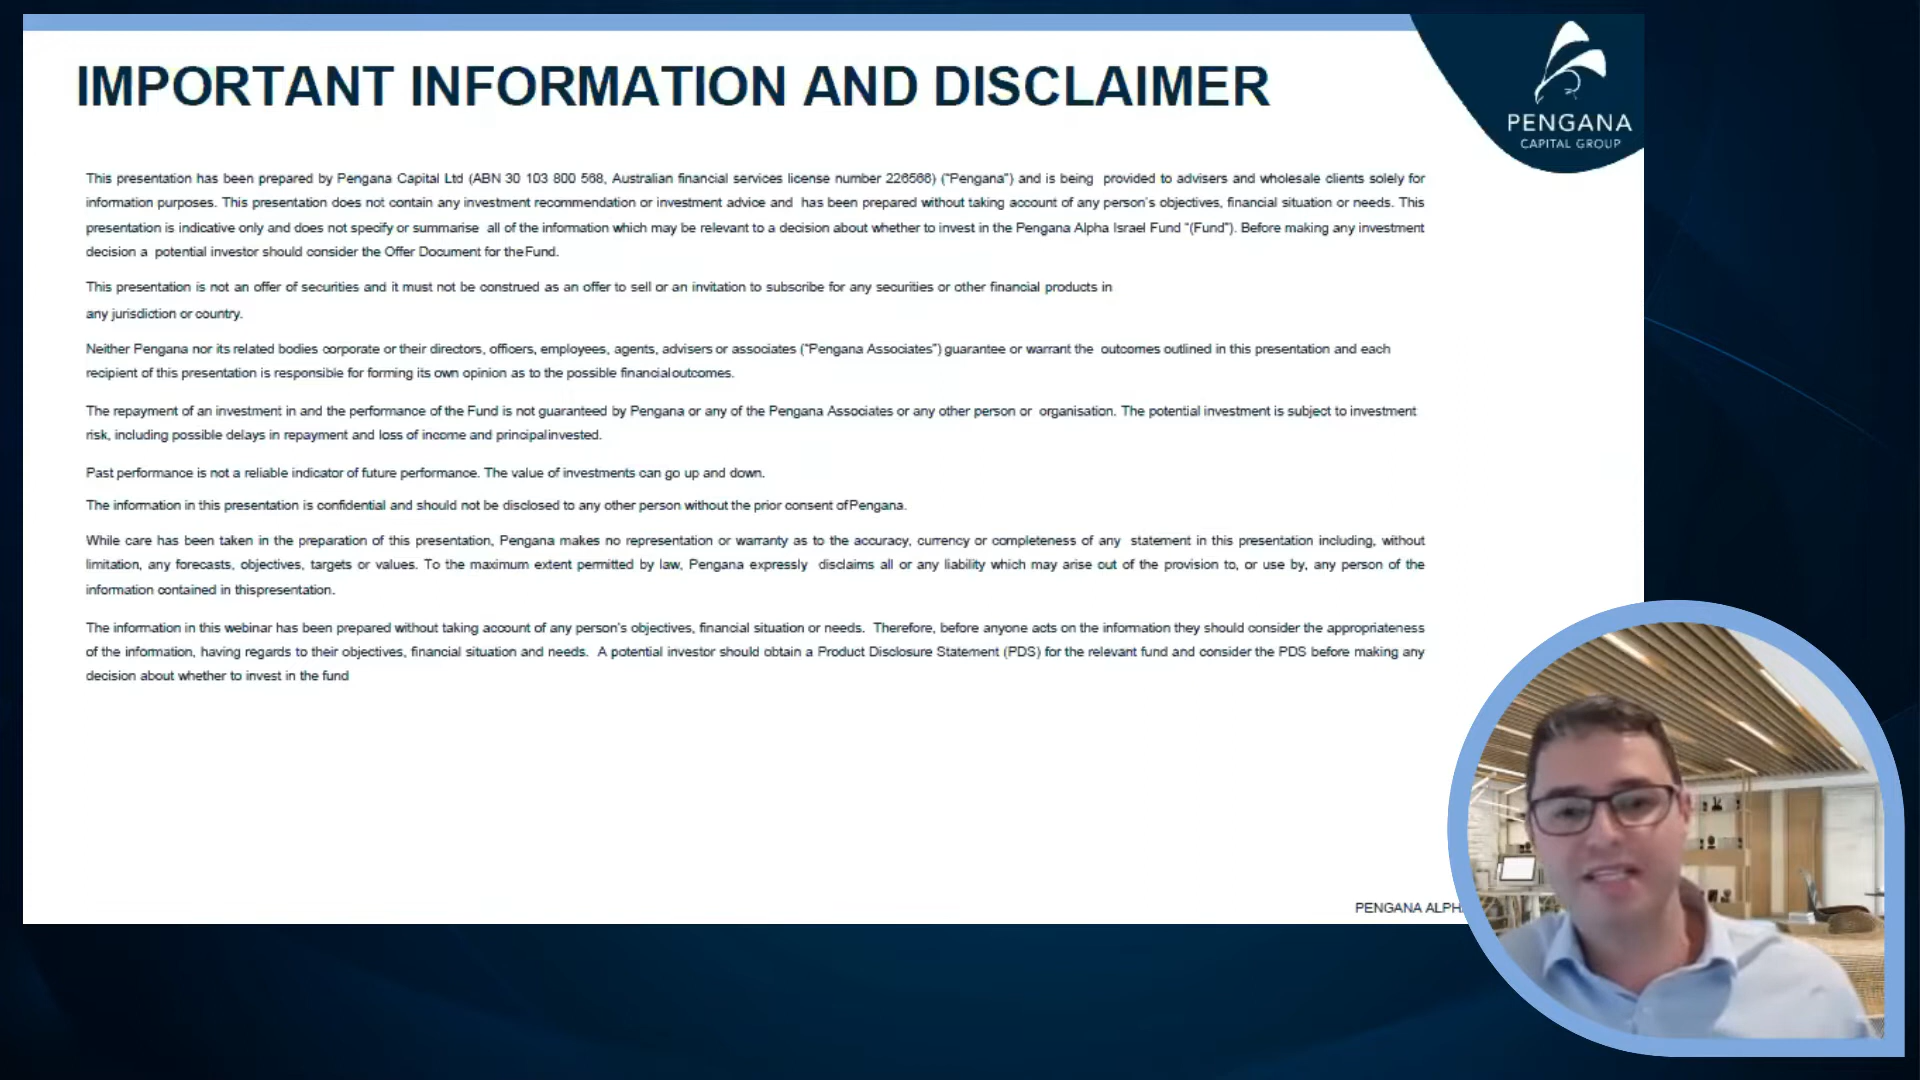 IMPORTANT INFORMATION AND DISCLAIMER
PENGANA
CAPITAL GROUP
This presentation has been prepared by Pengana Capital Ltd (ABN 30 103 800 568, Australian financial services license number 226566) ("Pengana") and is being provided to advisers and wholesale clients solely for
information purposes. This presentation does not contain any investment recommendation or investment advice and has been prepared without taking account of any person's objectives, financial situation or needs. This
presentation is indicative only and does not specify or summarise all of the information which may be relevant to a decision about whether to invest in the Pengana Alpha Israel Fund "(Fund"). Before making any investment
decision a potential investor should consider the Offer Document for theFund.
This presentation is not an offer of securities and it must not be construed as an offer to sell or an invitation to subscribe for any securities or other financial products in
any jurisdiction or country.
Neither Pengana nor its related bodies corporate or their directors, officers, employees, agents, advisers or associates ("Pengana Associates") guarantee or warrant the outcomes outlined in this presentation and each
recipient of this presentation is responsible for forming its own opinion as to the possible financialoutcomes.
The repayment of an investment in and the performance of the Fund is not guaranteed by Pengana or any of the Pengana Associates or any other person or organisation. The potential investment is subject to investment
risk, including possible delays in repayment and loss of income and principalinvested.
Past performance is not a reliable indicator of future performance. The value of investments can go up and down.
The information in this presentation is confidential and should not be disclosed to any other person without the prior consent ofPengana.
While care has been taken in the preparation of this presentation, Pengana makes no representation or warranty as to the accuracy, currency or completeness of any statement in this presentation including, without
limitation, any forecasts, objectives, targets or values. To the maximum extent permitted by law, Pengana expressly disclaims all or any liability which may arise out of the provision to, or use by, any person of the
information contained in thispresentation.
The information in this webinar has been prepared without taking account of any person's objectives, financial situation or needs. Therefore, before anyone acts on the information they should consider the appropriateness
of the information, having regards to their objectives, financial situation and needs. A potential investor should obtain a Product Disclosure Statement (PDS) for the relevant fund and consider the PDS before making any
decision about whether to invest in the fund
PENGANA ALPH